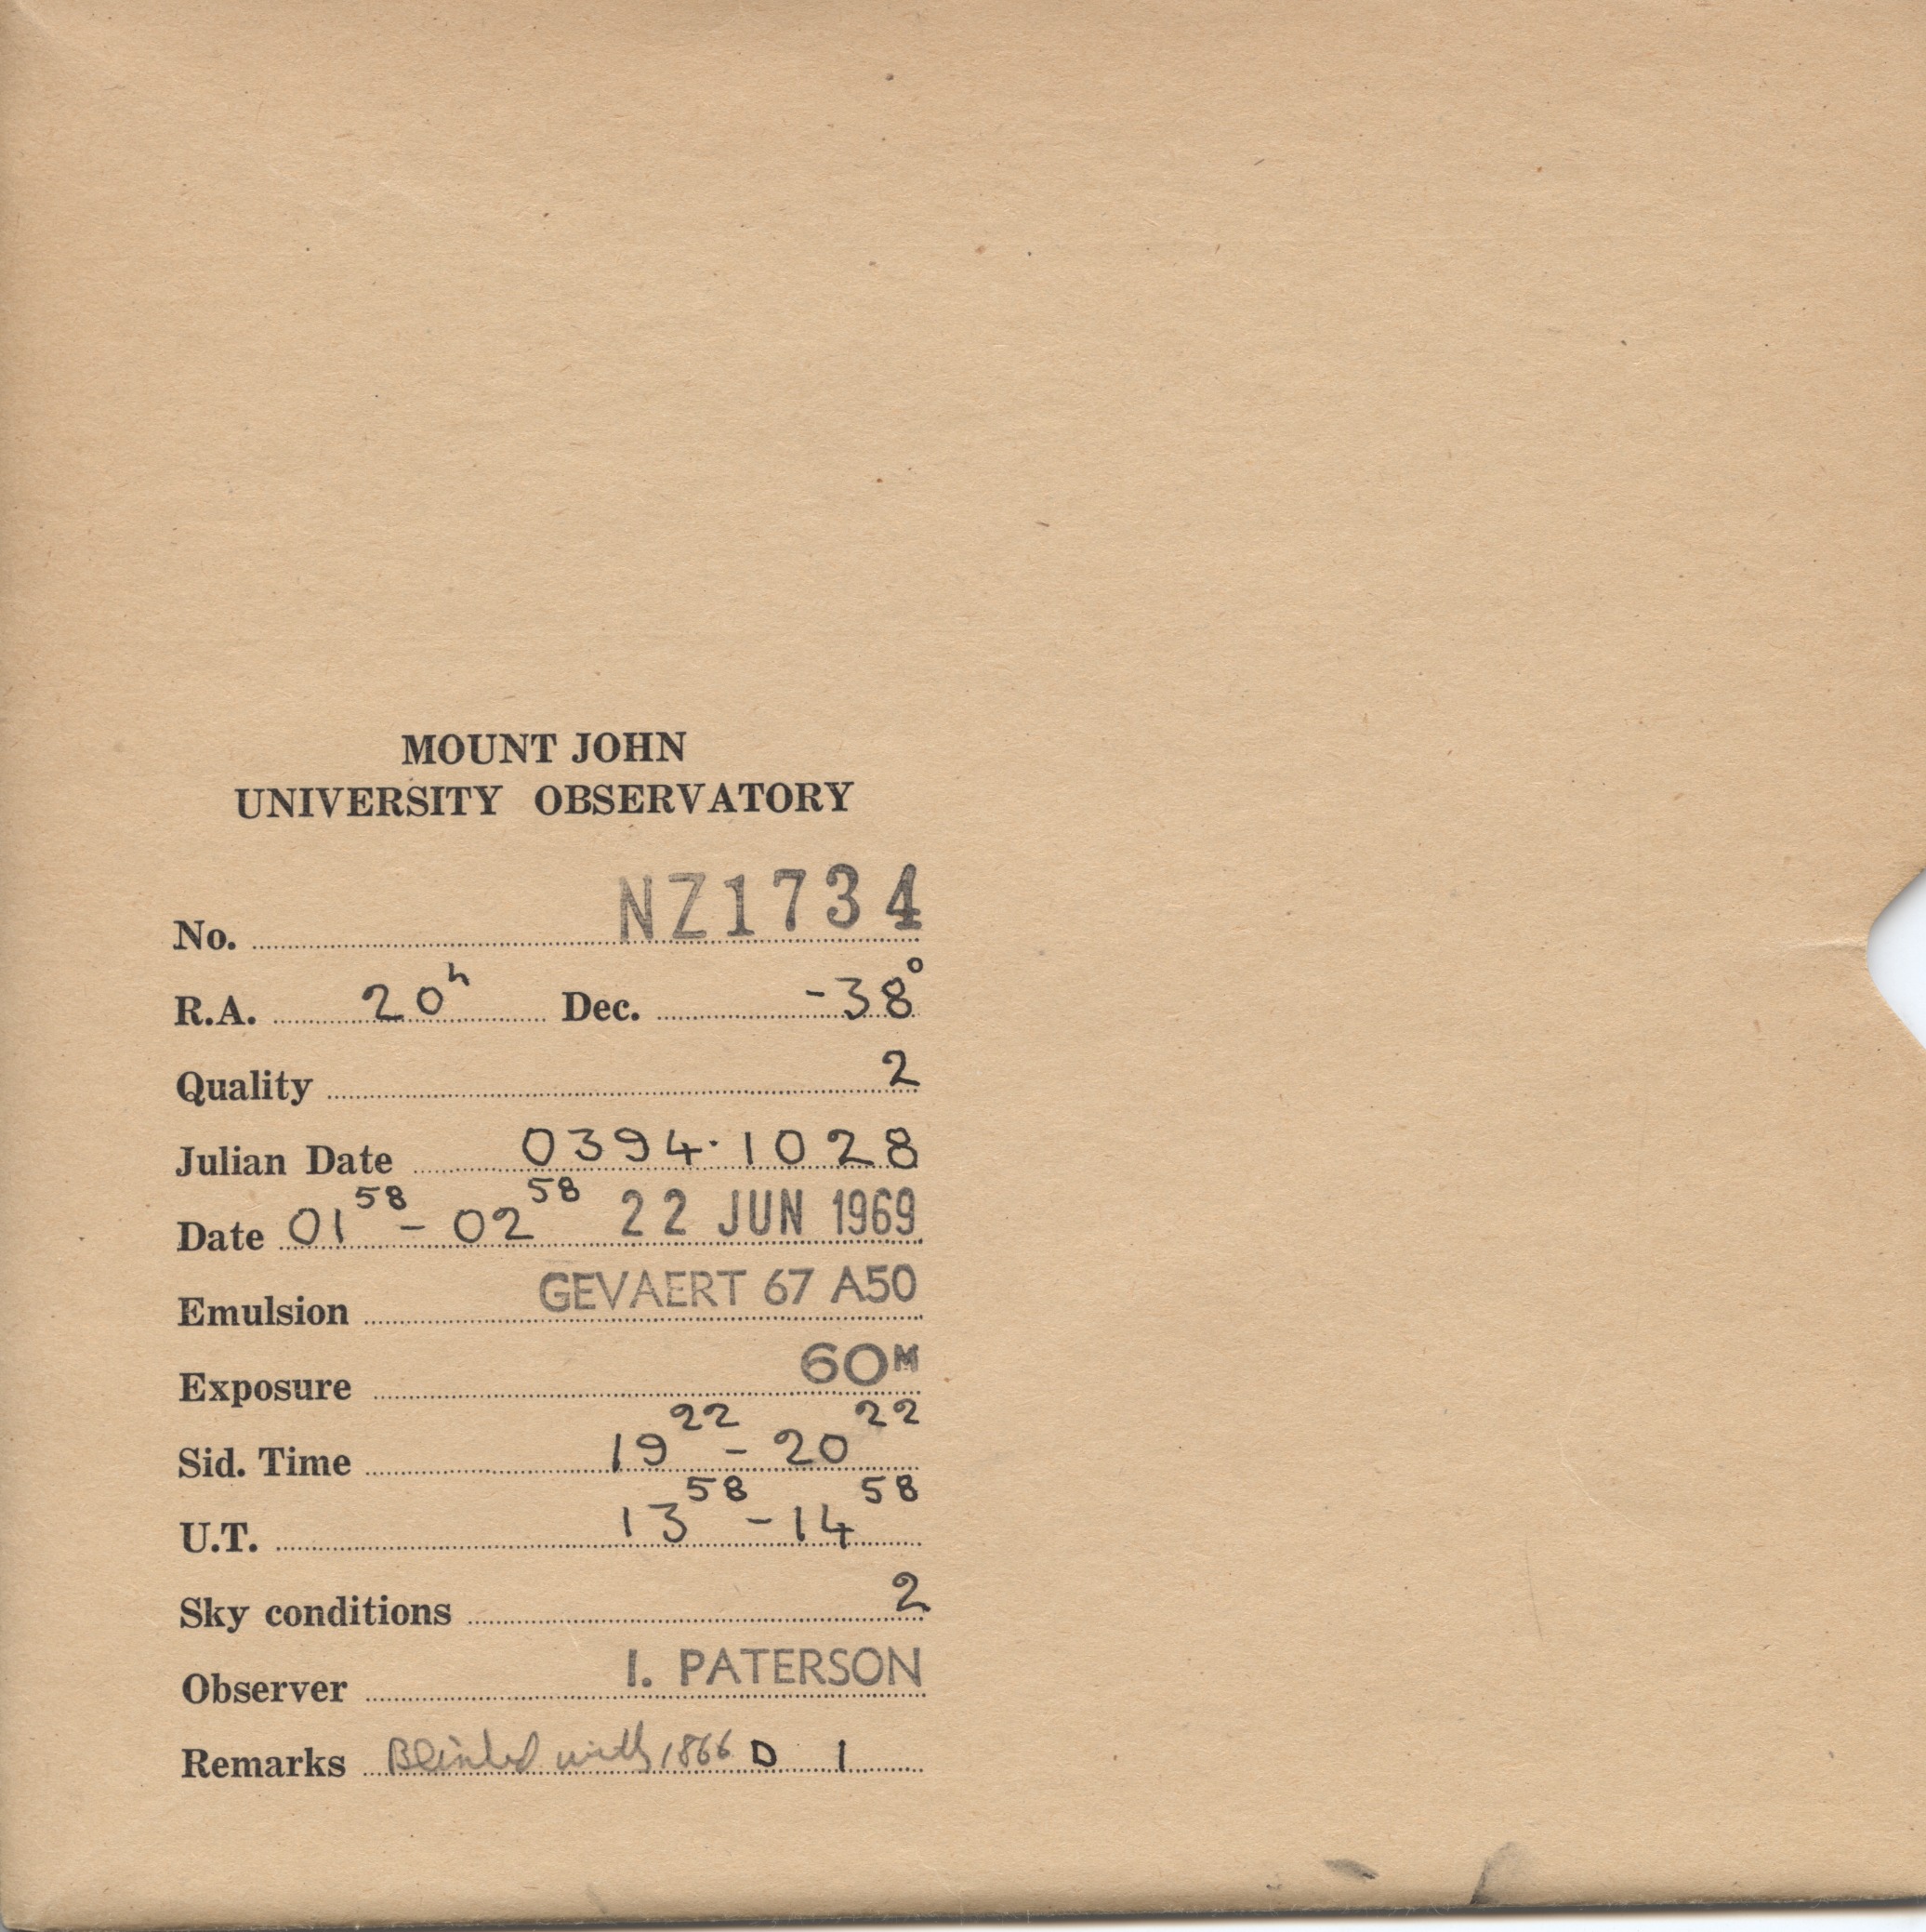 MOUNT JOHN
UNIVERSITY OBSERVATORY
No. NZ1734
R.A. 20h Dec. -38°
Quality 2
Julian Date 0394.1028
Date 01 58 - 02 58 22 JUN 1969
Emulsion GEVAERT 67 A50
Exposure 60M
Sid. Time 19 22 - 20 22
U.T. 13 58 - 14 58
Sky conditions 2
Observer I. PATERSON
Remarks Blinked with 1866 D 1